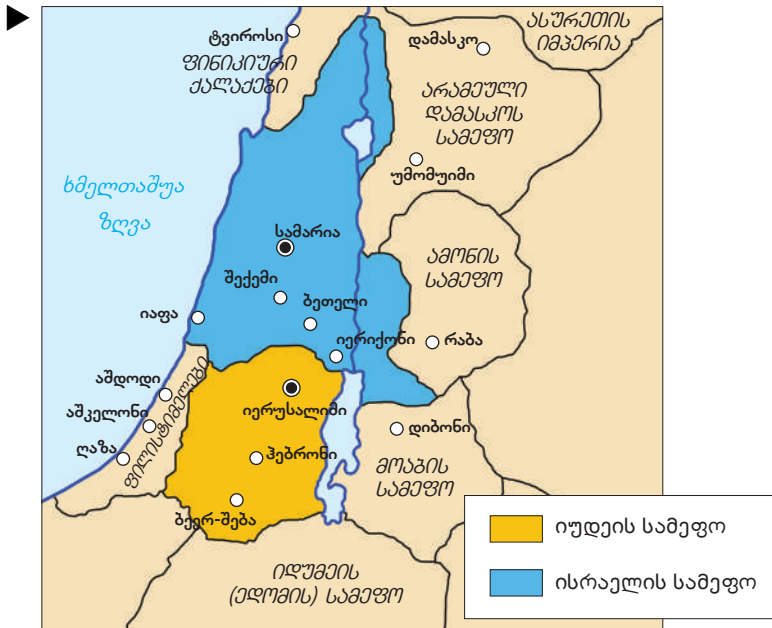 ტვიროსი
ფინიკიური
ქალაქები
დამასკო
ასურეთის
იმპერია
არამეული
დამასკოს
სამეფო
უმომუიმი
ხმელთაშუა
ზღვა
სამარია
შექემი
ბეთელი
იაფა
იერიქონი
ამონის
სამეფო
რაბა
აშდოდი
აშკელონი
ღაზა
ფილისტიმელები
იერუსალიმი
ჰებრონი
ბეერ-შება
დიბონი
მოაბის
სამეფო
იდუმეის
(ედომის) სამეფო
იუდეის სამეფო
ისრაელის სამეფო